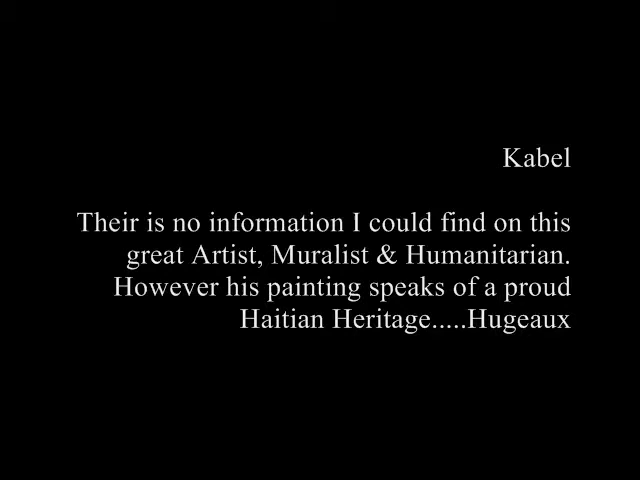 Kabel
Their is no information I could find on this
great Artist, Muralist & Humanitarian.
However his painting speaks of a proud
Haitian Heritage.....Hugeaux